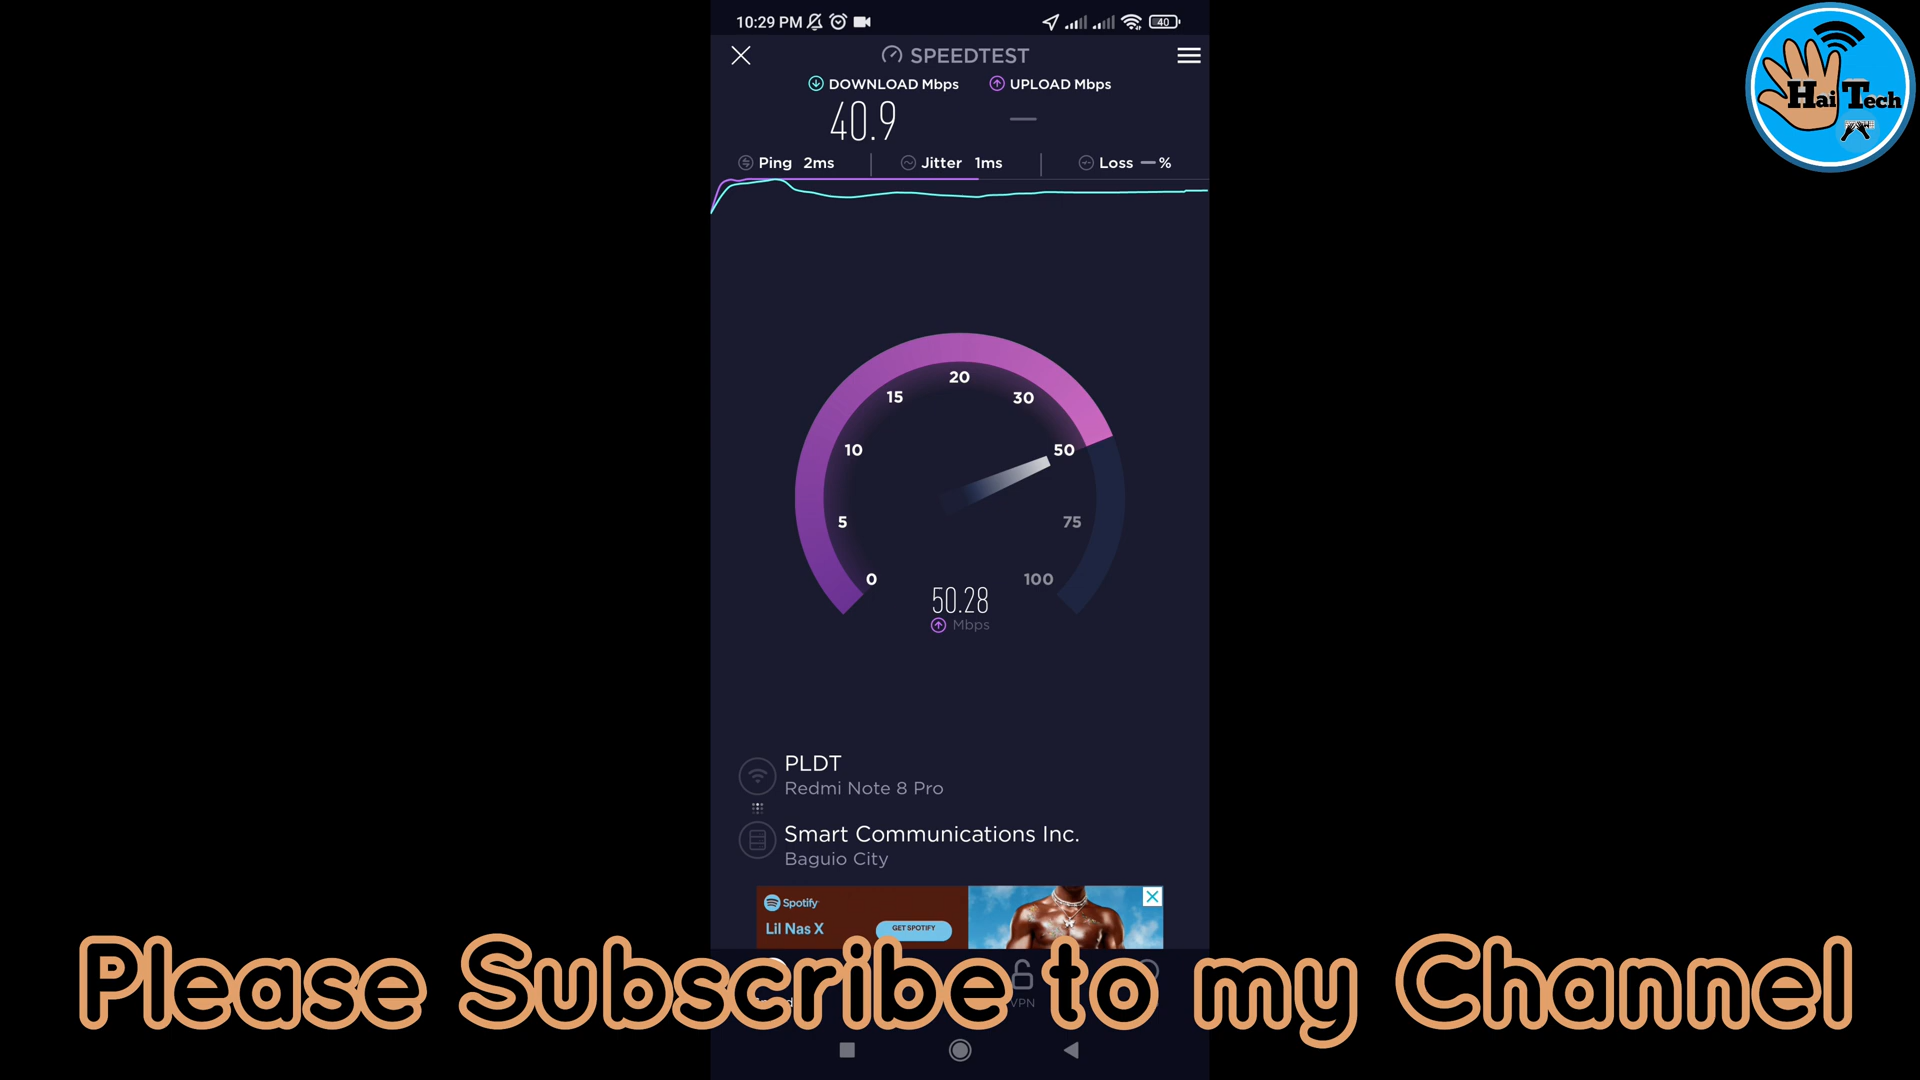 10:29 PM
40
SPEEDTEST
DOWNLOAD Mbps
UPLOAD Mbps
40.9
—
Ping 2ms
Jitter 1ms
Loss — %
0
5
10
15
20
30
50
75
100
50.28
Mbps
PLDT
Redmi Note 8 Pro
Smart Communications Inc.
Baguio City
Spotify
Lil Nas X
GET SPOTIFY
VPN
Please Subscribe to my Channel
Hai Tech